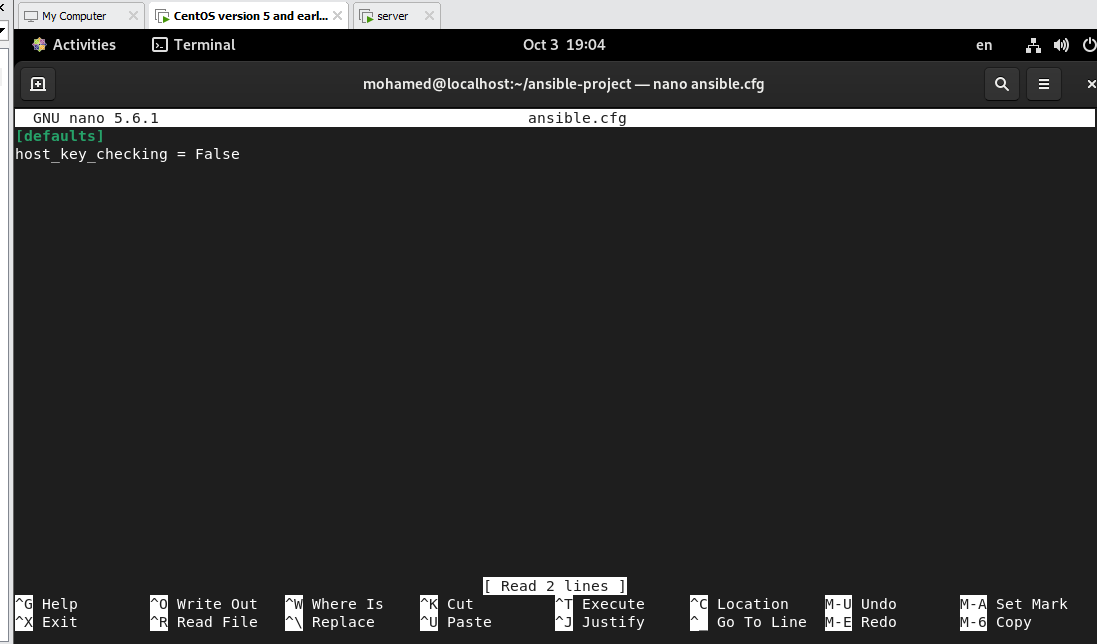 My Computer CentOS version 5 and earl... server
Activities Terminal Oct 3 19:04 en
mohamed@localhost:~/ansible-project — nano ansible.cfg
GNU nano 5.6.1 ansible.cfg
[defaults]
host_key_checking = False
[ Read 2 lines ]
^G Help ^O Write Out ^W Where Is ^K Cut ^T Execute ^C Location M-U Undo M-A Set Mark
^X Exit ^R Read File ^\ Replace ^U Paste ^J Justify ^_ Go To Line M-E Redo M-6 Copy